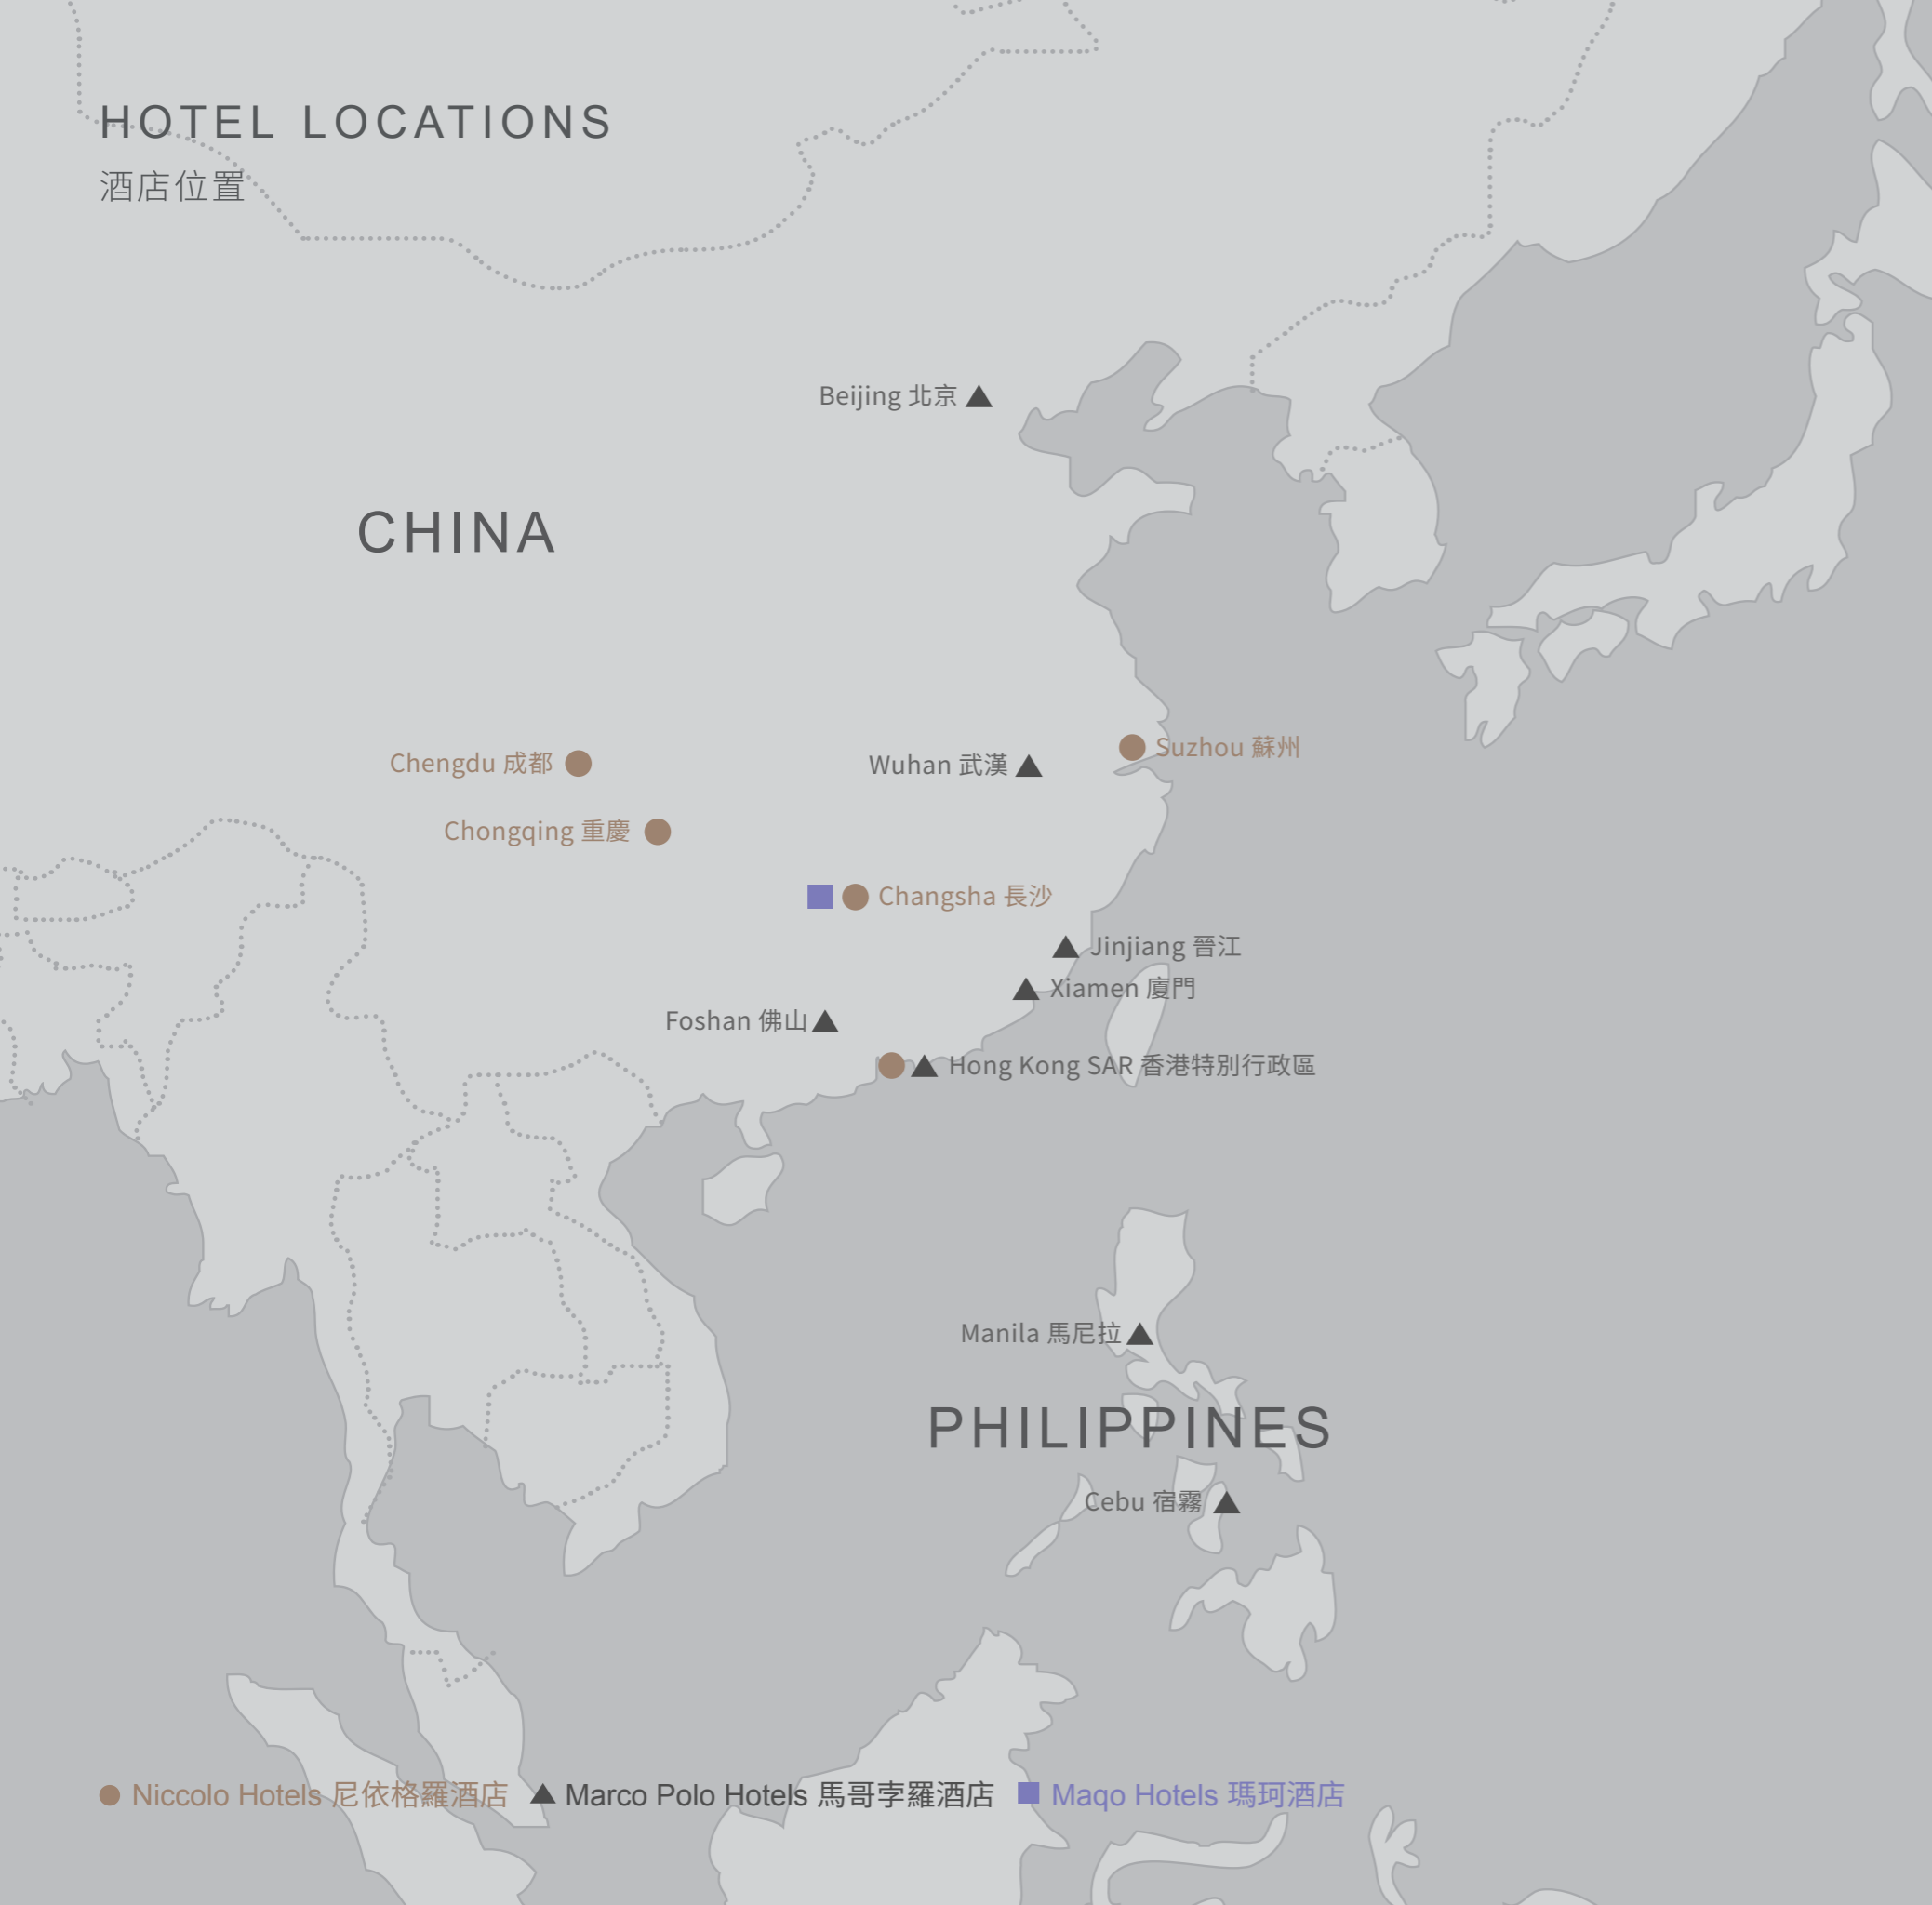 HOTEL LOCATIONS
酒店位置
Beijing 北京
CHINA
Chengdu 成都
Wuhan 武漢
Suzhou 蘇州
Chongqing 重慶
Changsha 長沙
Jinjiang 晉江
Xiamen 廈門
Foshan 佛山
Hong Kong SAR 香港特別行政區
Manila 馬尼拉
PHILIPPINES
Cebu 宿霧
Niccolo Hotels 尼依格羅酒店
Marco Polo Hotels 馬哥孛羅酒店
Maqo Hotels 瑪珂酒店